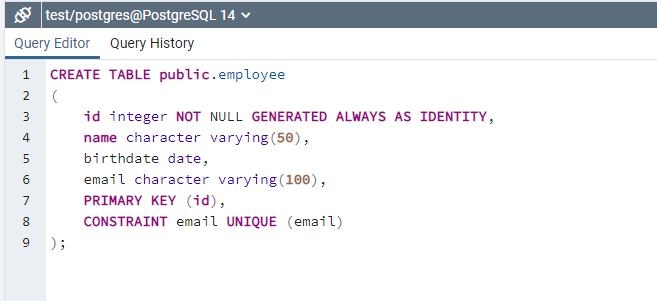 test/postgres@PostgreSQL 14
Query Editor Query History
1 CREATE TABLE public.employee
2 (
3 id integer NOT NULL GENERATED ALWAYS AS IDENTITY,
4 name character varying(50),
5 birthdate date,
6 email character varying(100),
7 PRIMARY KEY (id),
8 CONSTRAINT email UNIQUE (email)
9 );